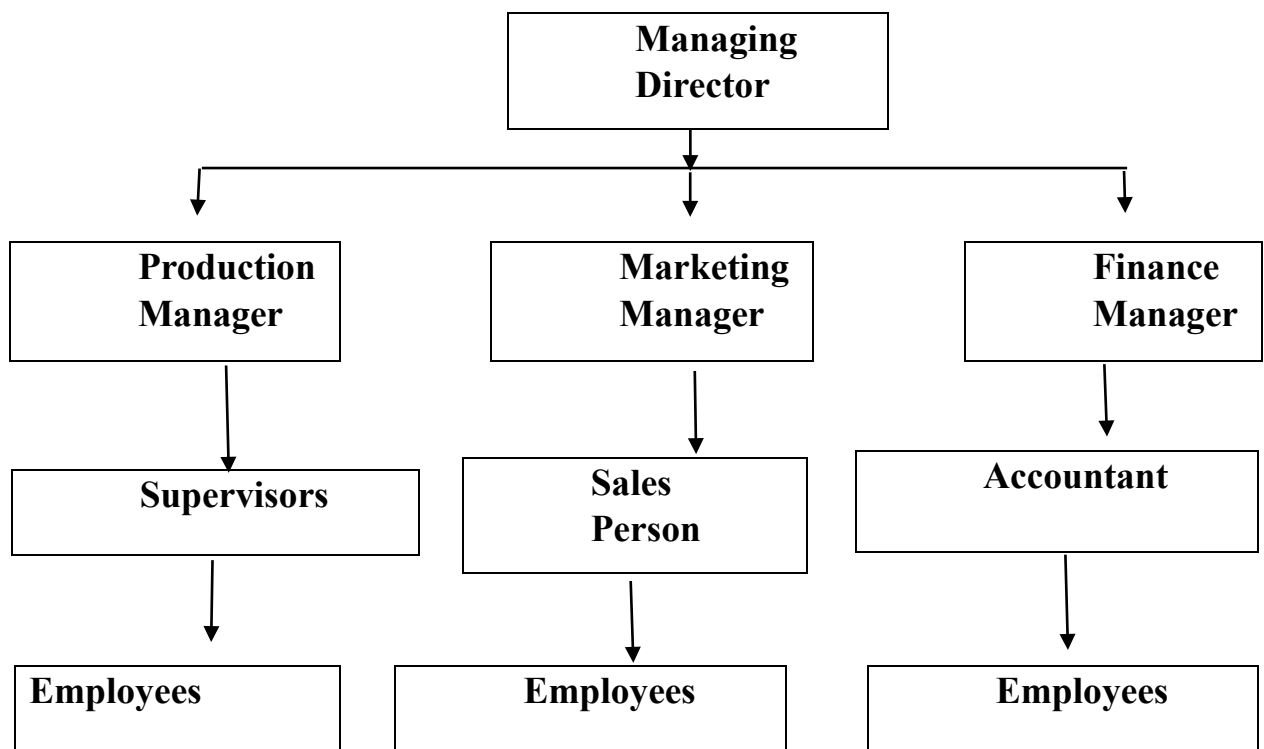 Managing
Director
Production
Manager
Marketing
Manager
Finance
Manager
Supervisors
Sales
Person
Accountant
Employees
Employees
Employees